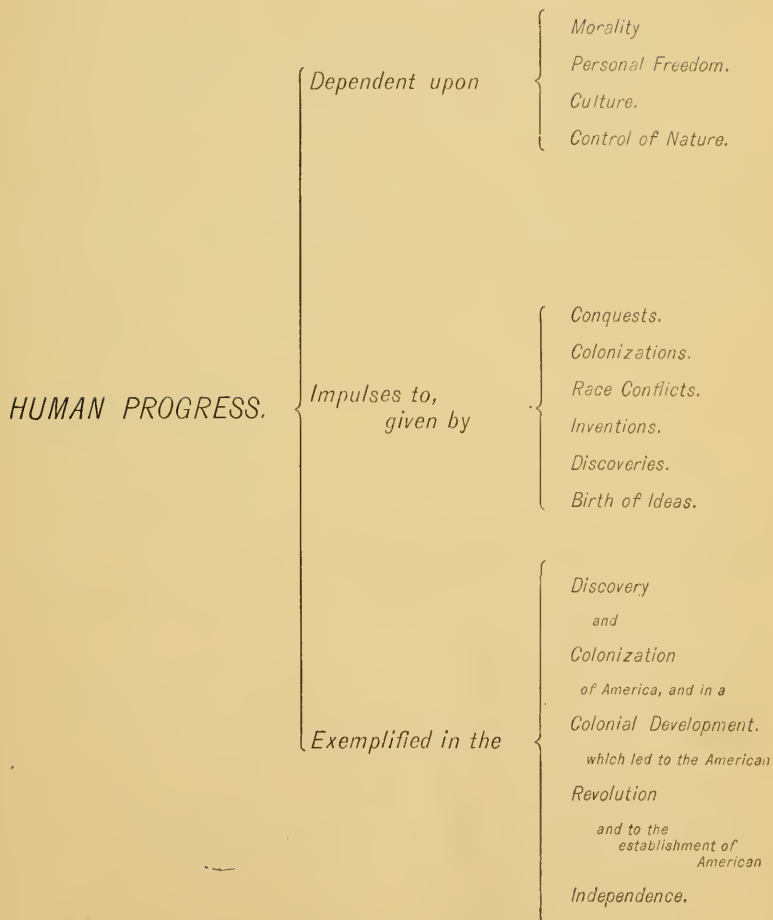 HUMAN PROGRESS.
Dependent upon
Morality
Personal Freedom.
Culture.
Control of Nature.
Impulses to,
given by
Conquests.
Colonizations.
Race Conflicts.
Inventions.
Discoveries.
Birth of Ideas.
Exemplified in the
Discovery
and
Colonization
of America, and in a
Colonial Development.
which led to the American
Revolution
and to the
establishment of
American
Independence.